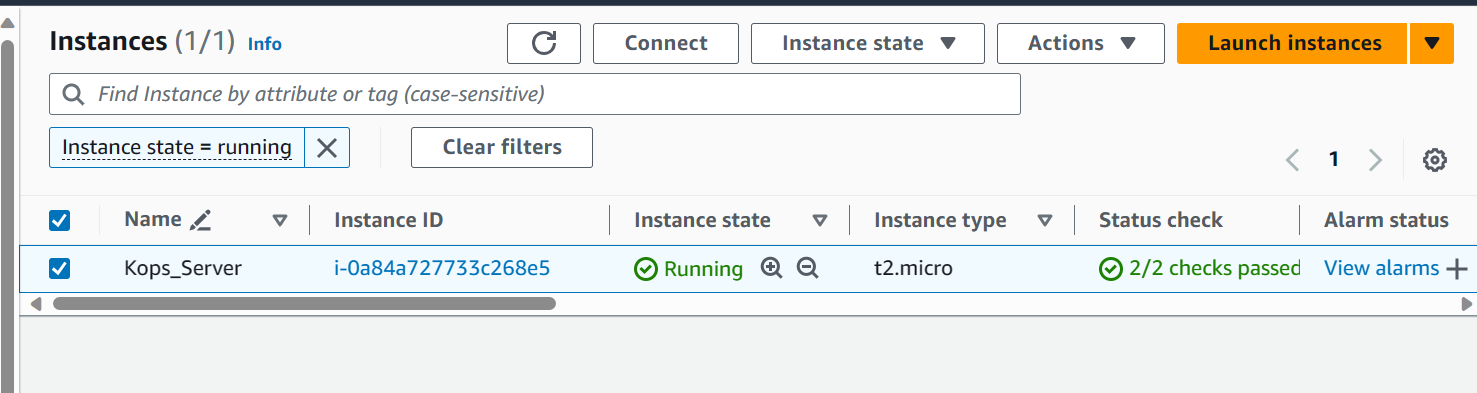 Instances (1/1) Info Connect Instance state Actions Launch instances
Find Instance by attribute or tag (case-sensitive)
Instance state = running Clear filters
1
Name Instance ID Instance state Instance type Status check Alarm status
Kops_Server i-0a84a727733c268e5 Running t2.micro 2/2 checks passed View alarms